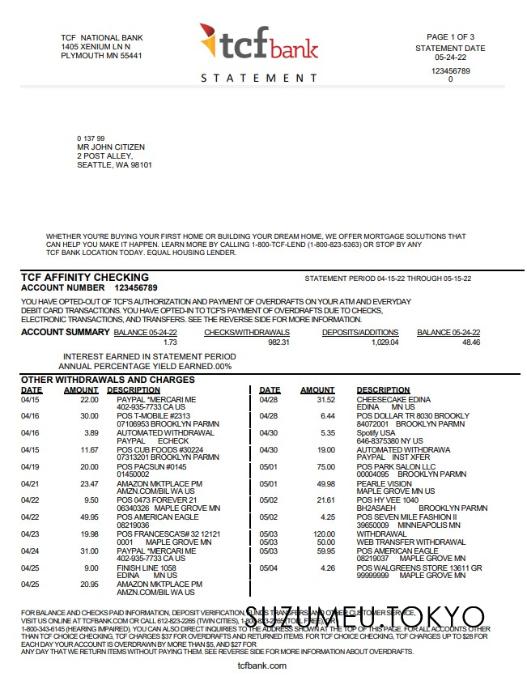 TCF NATIONAL BANK
1405 XENIUM LN N
PLYMOUTH MN 55441
tcfbank
STATEMENT
PAGE 1 OF 3
STATEMENT DATE
05-24-22
123456789
0
0 137 99
MR JOHN CITIZEN
2 POST ALLEY,
SEATTLE, WA 98101
WHETHER YOU'RE BUYING YOUR FIRST HOME OR BUILDING YOUR DREAM HOME, WE OFFER MORTGAGE SOLUTIONS THAT
CAN HELP YOU MAKE IT HAPPEN. LEARN MORE BY CALLING 1-800-TCF-LEND (1-800-823-5363) OR STOP BY ANY
TCF BANK LOCATION TODAY. EQUAL HOUSING LENDER.
TCF AFFINITY CHECKING STATEMENT PERIOD 04-15-22 THROUGH 05-15-22
ACCOUNT NUMBER 123456789
YOU HAVE OPTED-OUT OF TCF'S AUTHORIZATION AND PAYMENT OF OVERDRAFTS ON YOUR ATM AND EVERYDAY
DEBIT CARD TRANSACTIONS. YOU HAVE OPTED-IN TO TCF'S PAYMENT OF OVERDRAFTS DUE TO CHECKS,
ELECTRONIC TRANSACTIONS, AND TRANSFERS. SEE THE REVERSE SIDE FOR MORE INFORMATION.
ACCOUNT SUMMARY BALANCE 05-24-22 CHECKS/WITHDRAWALS DEPOSITS/ADDITIONS BALANCE 05-24-22
1.73 982.31 1,029.04 48.46
INTEREST EARNED IN STATEMENT PERIOD
ANNUAL PERCENTAGE YIELD EARNED.00%
OTHER WITHDRAWALS AND CHARGES
DATE AMOUNT DESCRIPTION
04/15 22.00 PAYPAL *MERCARI ME
402-935-7733 CA US
04/16 30.00 POS T-MOBILE #2313
07106953 BROOKLYN PARMN
04/16 3.89 AUTOMATED WITHDRAWAL
PAYPAL ECHECK
04/15 11.67 POS CUB FOODS #30224
07313201 BROOKLYN PARMN
04/19 20.00 POS PACSUN #0145
01450002
04/21 23.47 AMAZON MKTPLACE PM
AMZN.COM/BIL WA US
04/22 9.50 POS 0473 FOREVER 21
06340326 MAPLE GROVE MN
04/22 49.95 POS AMERICAN EAGLE
08219036
04/23 19.98 POS FRANCESCA'S# 32 12121
0001 MAPLE GROVE MN
04/24 31.00 PAYPAL *MERCARI ME
402-935-7733 CA US
04/25 9.00 FINISH LINE 1058
EDINA MN US
04/25 20.95 AMAZON MKTPLACE PM
AMZN.COM/BIL WA US
DATE AMOUNT DESCRIPTION
04/28 31.52 CHEESECAKE EDINA
EDINA MN US
04/28 6.44 POS DOLLAR TR 8030 BROOKLY
84072001 BROOKLYN PARMN
04/30 5.35 Spotify USA
646-8375380 NY US
04/30 19.00 AUTOMATED WITHDRAWA
PAYPAL INST XFER
05/01 75.00 POS PARK SALON LLC
00004095 BROOKLYN PARMN
05/01 49.98 PEARLE VISION
MAPLE GROVE MN US
05/02 21.61 POS HY VEE 1040
BH2ASAEH BROOKLYN PARMN
05/02 4.25 POS SEVEN MILE FASHION II
39650009 MINNEAPOLIS MN
05/03 120.00 WITHDRAWAL
05/03 50.00 WEB TRANSFER WITHDRAWAL
05/03 59.95 POS AMERICAN EAGLE
08219037 MAPLE GROVE MN
05/04 4.26 POS WALGREENS STORE 13611 GR
99999999 MAPLE GROVE MN
FOR BALANCE AND CHECKS PAID INFORMATION, DEPOSIT VERIFICATION, FUNDS TRANSFERS, AND OTHER CUSTOMER SERVICE,
VISIT US ONLINE AT TCFBANK.COM OR CALL 612-823-2265 (TWIN CITIES), 1-800-823-2265 (TOLL FREE) OR
1-800-343-6145 (HEARING IMPAIRED). YOU CAN ALSO DIRECT INQUIRIES TO THE ADDRESS SHOWN AT THE TOP OF THIS PAGE. FOR ALL ACCOUNTS OTHER
THAN TCF CHOICE CHECKING, TCF CHARGES $37 FOR OVERDRAFTS AND RETURNED ITEMS. FOR TCF CHOICE CHECKING, TCF CHARGES UP TO $28 FOR
EACH DAY YOUR ACCOUNT IS OVERDRAWN BY MORE THAN $5, AND $27 FOR
ANY DAY THAT WE RETURN ITEMS WITHOUT PAYING THEM. SEE REVERSE SIDE FOR MORE INFORMATION ABOUT OVERDRAFTS.
SUZUMEUTOKYO
tcfbank.com